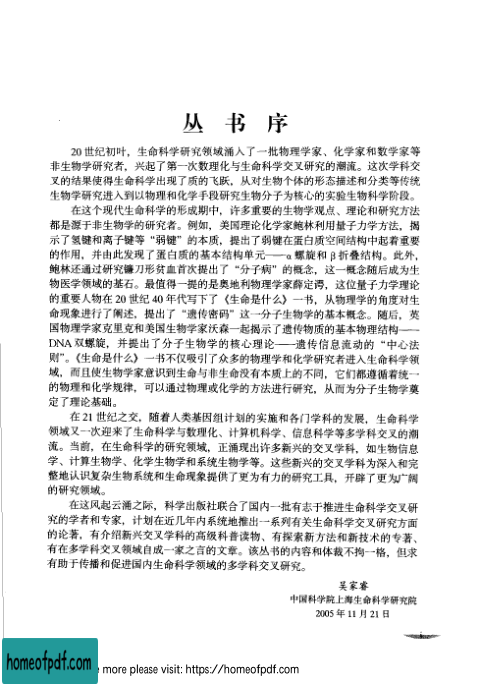 丛书序
20 世纪初叶，生命科学研究领域涌入了一批物理学家、化学家和数学家等
非生物学研究者，兴起了第一次数理化与生命科学交叉研究的潮流。这次学科交
叉的结果使得生命科学出现了质的飞跃，从对生物个体的形态描述和分类等传统
生物学研究进入到以物理和化学手段研究生物分子为核心的实验生物科学阶段。
在这个现代生命科学的形成期中，许多重要的生物学观点、理论和研究方法
都是源于非生物学的研究者。例如，美国理论化学家鲍林利用量子力学方法，揭
示了氢键和离子键等“弱键”的本质，提出了弱键在蛋白质空间结构中起着重要
的作用，并由此发现了蛋白质的基本结构单元——α 螺旋和 β 折叠结构。此外，
鲍林还通过研究镰刀形贫血首次提出了“分子病”的概念，这一概念随后成为生
物医学领域的基石。最值得一提的是奥地利物理学家薛定谔，这位量子力学理论
的重要人物在 20 世纪 40 年代写下了《生命是什么》一书，从物理学的角度对生
命现象进行了阐述，提出了“遗传密码”这一分子生物学的基本概念。随后，英
国物理学家克里克和美国生物学家沃森一起揭示了遗传物质的基本物理结构——
DNA 双螺旋，并提出了分子生物学的核心理论——遗传信息流动的“中心法
则”。《生命是什么》一书不仅吸引了众多的物理学和化学研究者进入生命科学领
域，而且使生物学家意识到生命与非生命没有本质上的不同，它们都遵循着统一
的物理和化学规律，可以通过物理或化学的方法进行研究，从而为分子生物学奠
定了理论基础。
在 21 世纪之交，随着人类基因组计划的实施和各门学科的发展，生命科学
领域又一次迎来了生命科学与数理化、计算机科学、信息科学等多学科交叉的潮
流。当前，在生命科学的研究领域，正涌现出许多新兴的交叉学科，如生物信息
学、计算生物学、化学生物学和系统生物学等。这些新兴的交叉学科为深入和完
整地认识复杂生物系统和生命现象提供了更为有力的研究工具，开辟了更为广阔
的研究领域。
在这风起云涌之际，科学出版社联合了国内一批有志于推进生命科学交叉研
究的学者和专家，计划在近几年内系统地推出一系列有关生命科学交叉研究方面
的论著，有介绍新兴交叉学科的高级科普读物、有探索新方法和新技术的专著、
有在多学科交叉领域自成一家之言的文章。该丛书的内容和体裁不拘一格，但求
有助于传播和促进国内生命科学领域的多学科交叉研究。
吴家睿
中国科学院上海生命科学研究院
2005 年 11 月 21 日
homeofpdf.com
e more please visit: https://homeofpdf.com